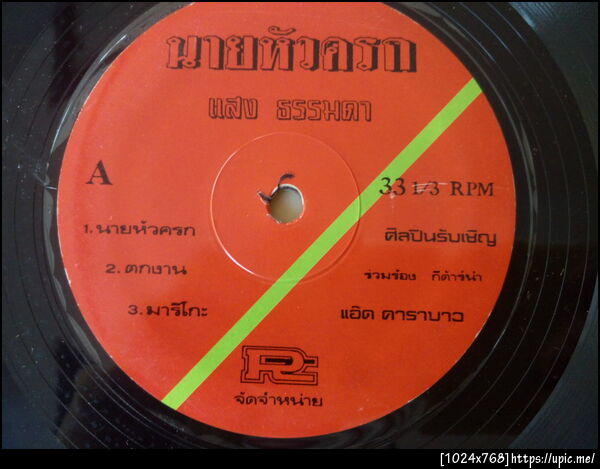 นายหัวครก
แสง ธรรมดา
A
33 1/3 RPM
1. นายหัวครก
ศิลปินรับเชิญ
2. ตกงาน
ร่วมร้อง กีต้าร์นำ
3. มารีโกะ
แอ๊ด คาราบาว
R
จัดจำหน่าย
[1024x768]https://upic.me/